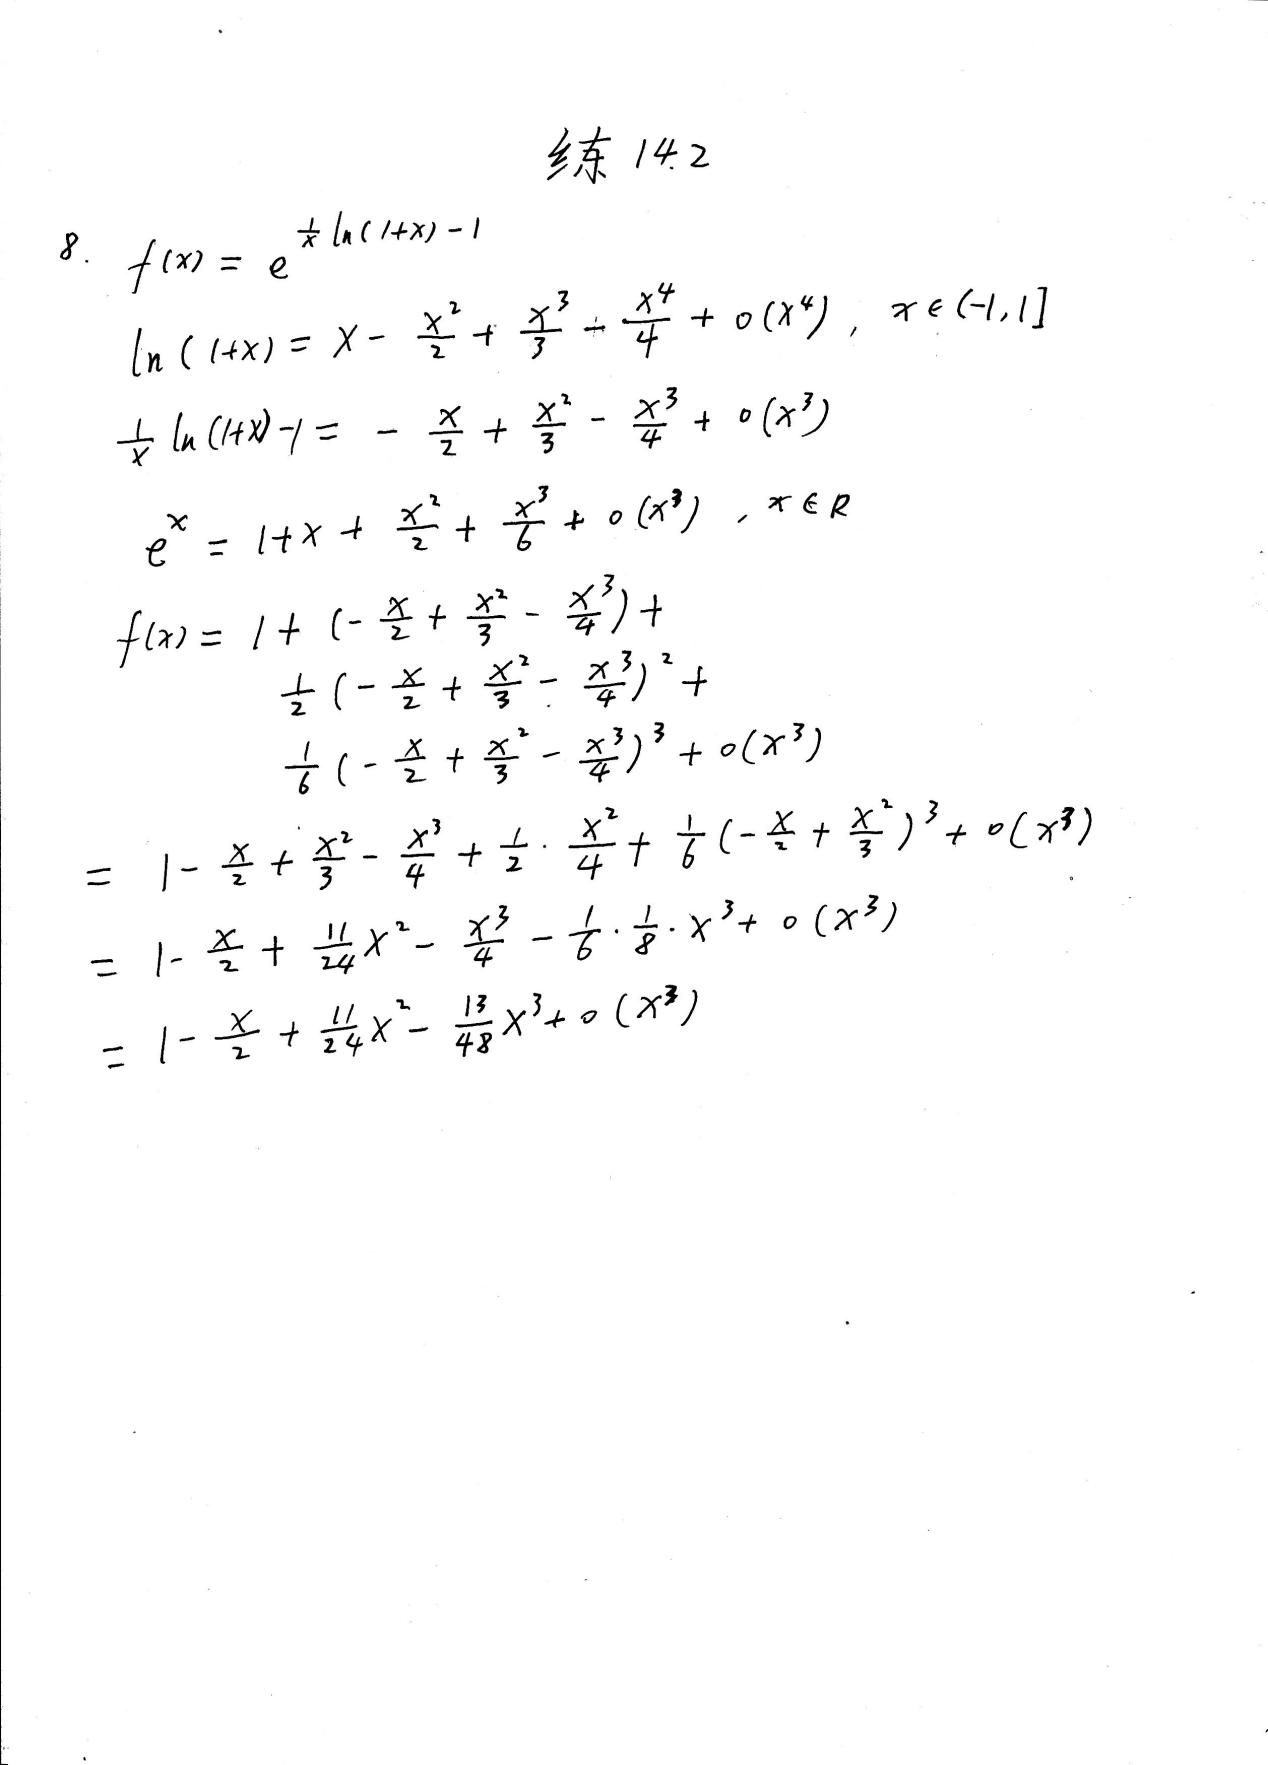 练 14.2
8. f(x) = e^{\frac{1}{x} ln(1+x) - 1}
ln(1+x) = x - \frac{x^2}{2} + \frac{x^3}{3} - \frac{x^4}{4} + o(x^4), x ∈ (-1, 1]
\frac{1}{x} ln(1+x) - 1 = - \frac{x}{2} + \frac{x^2}{3} - \frac{x^3}{4} + o(x^3)
e^x = 1 + x + \frac{x^2}{2} + \frac{x^3}{6} + o(x^3), x ∈ R
f(x) = 1 + (- \frac{x}{2} + \frac{x^2}{3} - \frac{x^3}{4}) +
\frac{1}{2} (- \frac{x}{2} + \frac{x^2}{3} - \frac{x^3}{4})^2 +
\frac{1}{6} (- \frac{x}{2} + \frac{x^2}{3} - \frac{x^3}{4})^3 + o(x^3)
= 1 - \frac{x}{2} + \frac{x^2}{3} - \frac{x^3}{4} + \frac{1}{2} · \frac{x^2}{4} + \frac{1}{6} (- \frac{x}{2} + \frac{x^2}{3})^3 + o(x^3)
= 1 - \frac{x}{2} + \frac{11}{24} x^2 - \frac{x^3}{4} - \frac{1}{6} · \frac{1}{8} · x^3 + o(x^3)
= 1 - \frac{x}{2} + \frac{11}{24} x^2 - \frac{13}{48} x^3 + o(x^3)